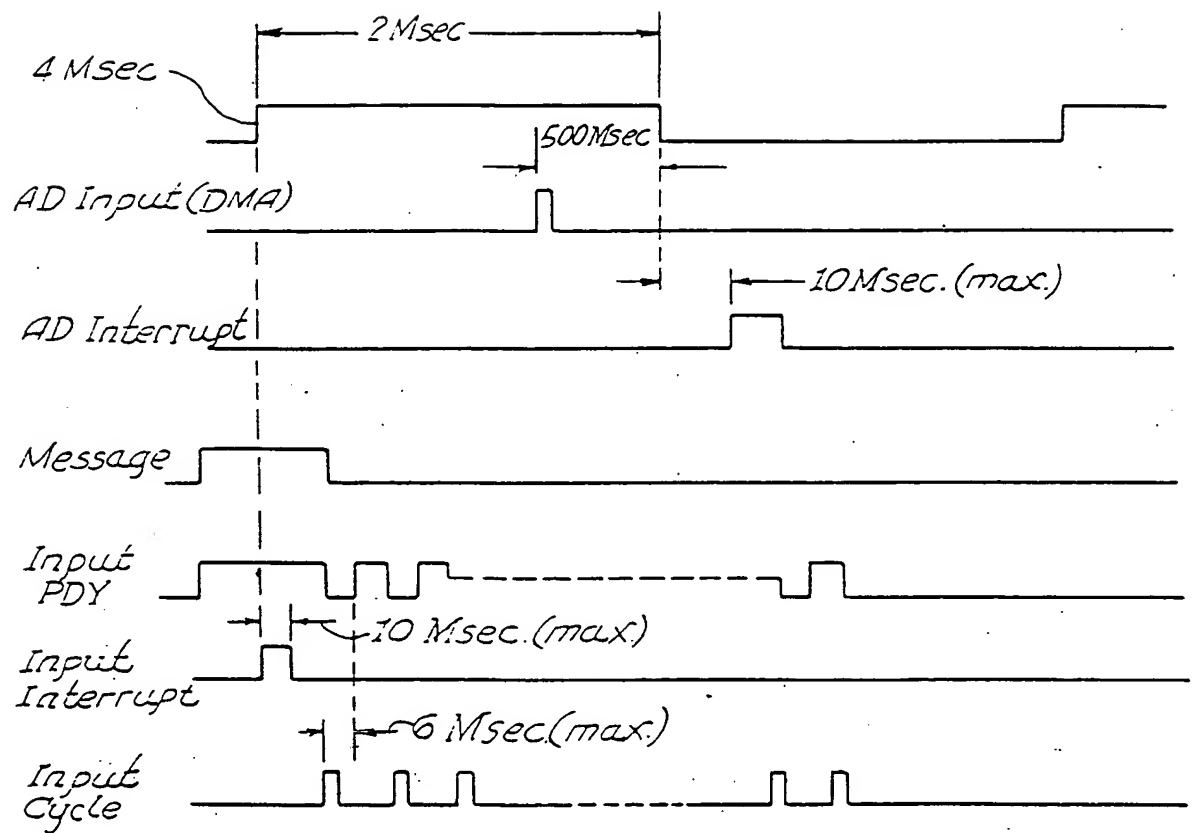 2 Msec
4 Msec
500 Msec
AD Input (DMA)
10 Msec. (max.)
AD Interrupt
Message
Input
PDY
10 Msec. (max.)
Input
Interrupt
6 Msec. (max.)
Input
Cycle